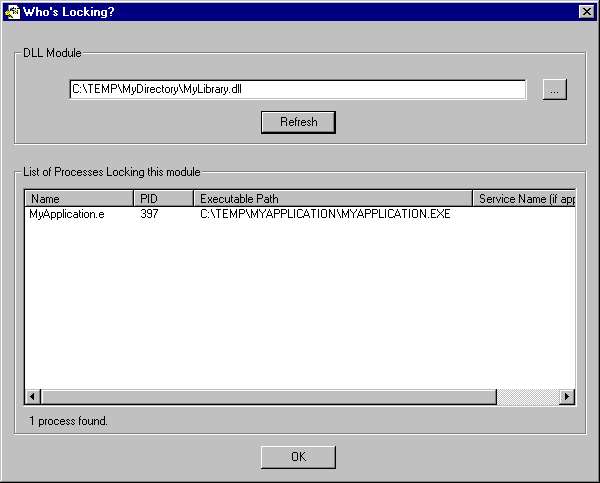 Who's Locking?
DLL Module
C:\TEMP\MyDirectory\MyLibrary.dll
...
Refresh
List of Processes Locking this module
Name PID Executable Path Service Name (if app
MyApplication.e 397 C:\TEMP\MYAPPLICATION\MYAPPLICATION.EXE
1 process found.
OK